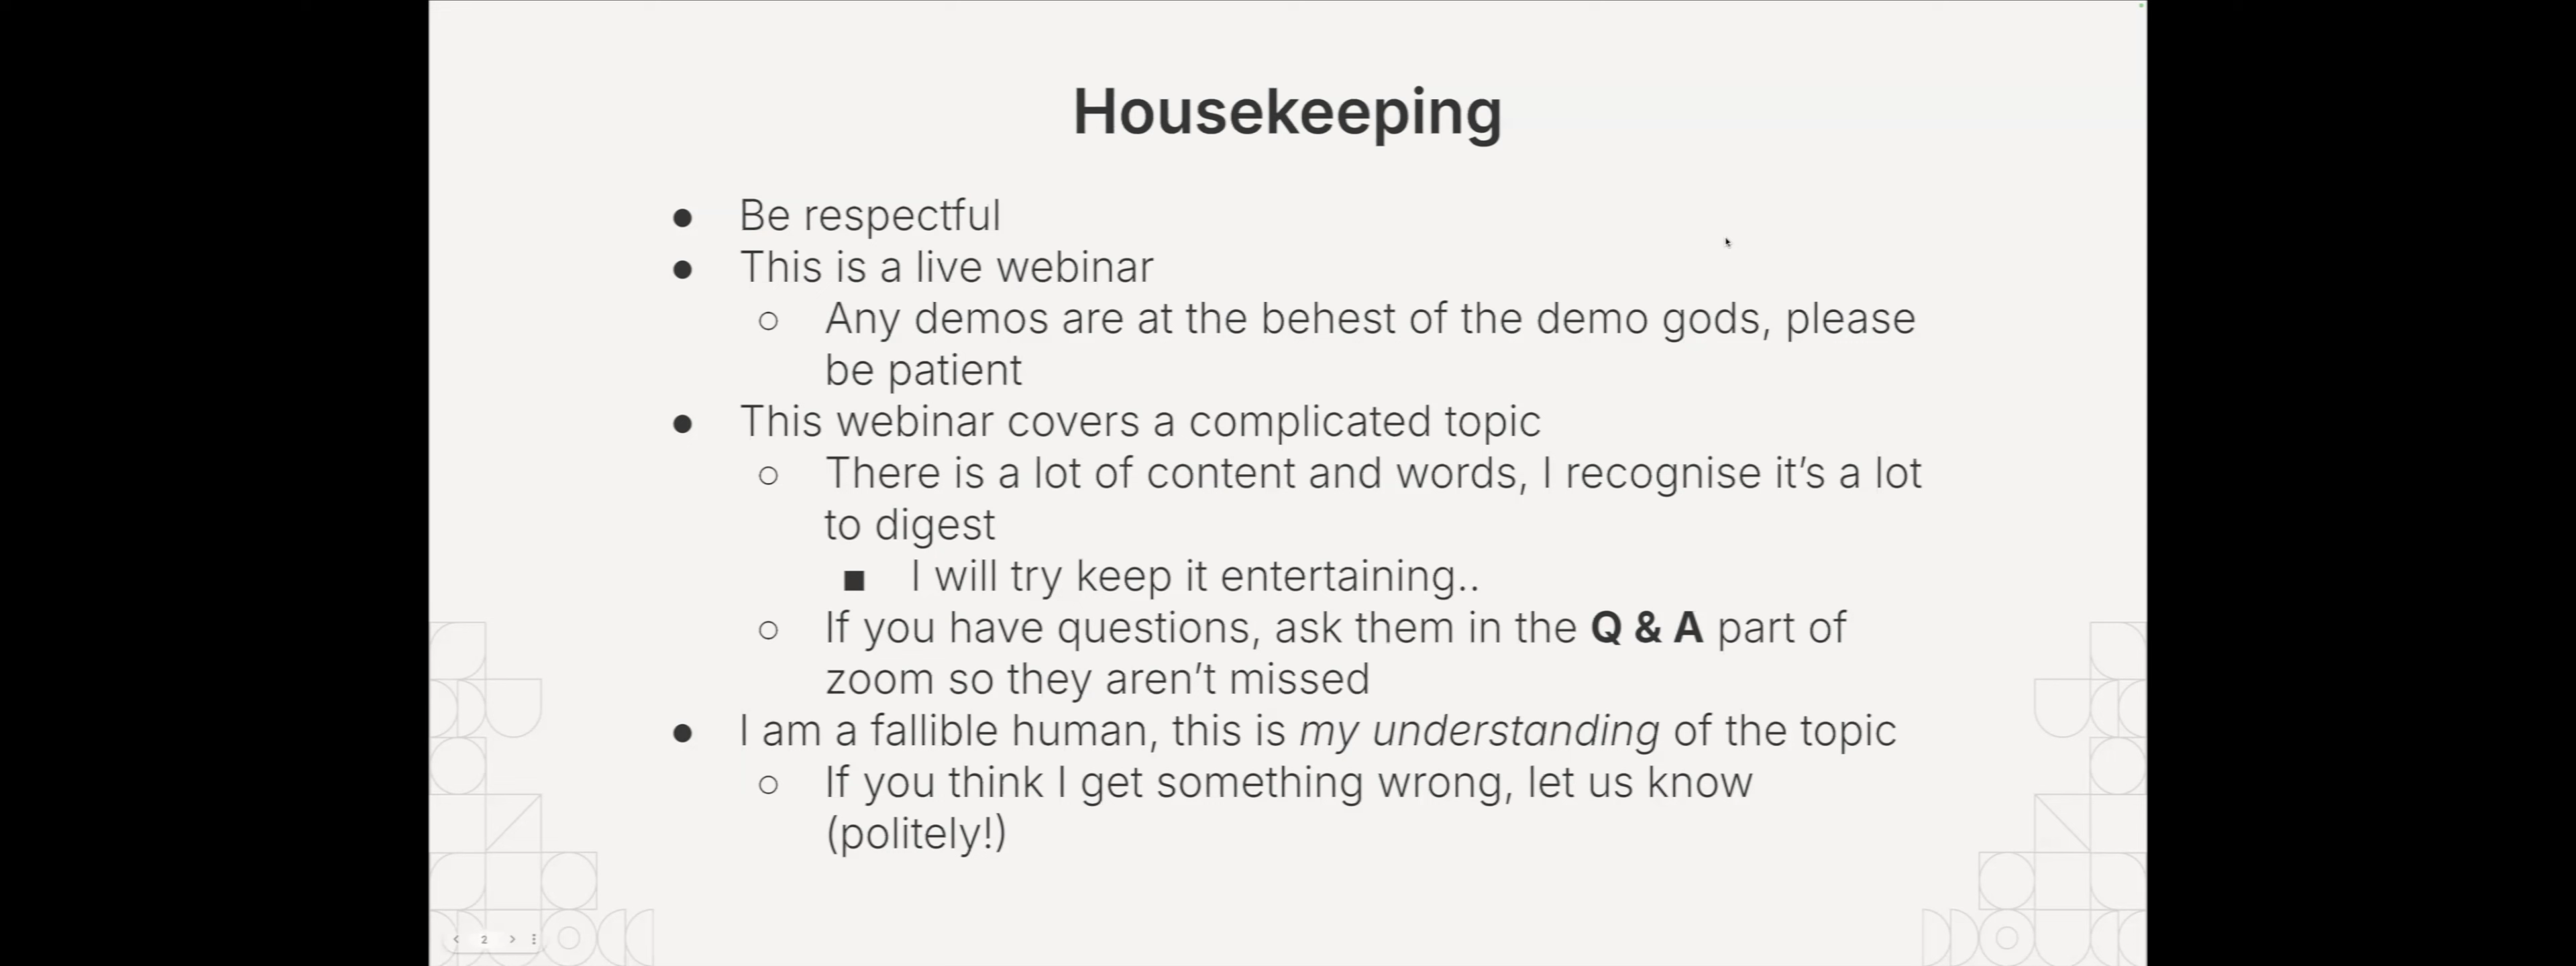 Housekeeping
● Be respectful
● This is a live webinar
○ Any demos are at the behest of the demo gods, please
be patient
● This webinar covers a complicated topic
○ There is a lot of content and words, I recognise it’s a lot
to digest
■ I will try keep it entertaining..
○ If you have questions, ask them in the Q & A part of
zoom so they aren’t missed
● I am a fallible human, this is my understanding of the topic
○ If you think I get something wrong, let us know
(politely!)
2